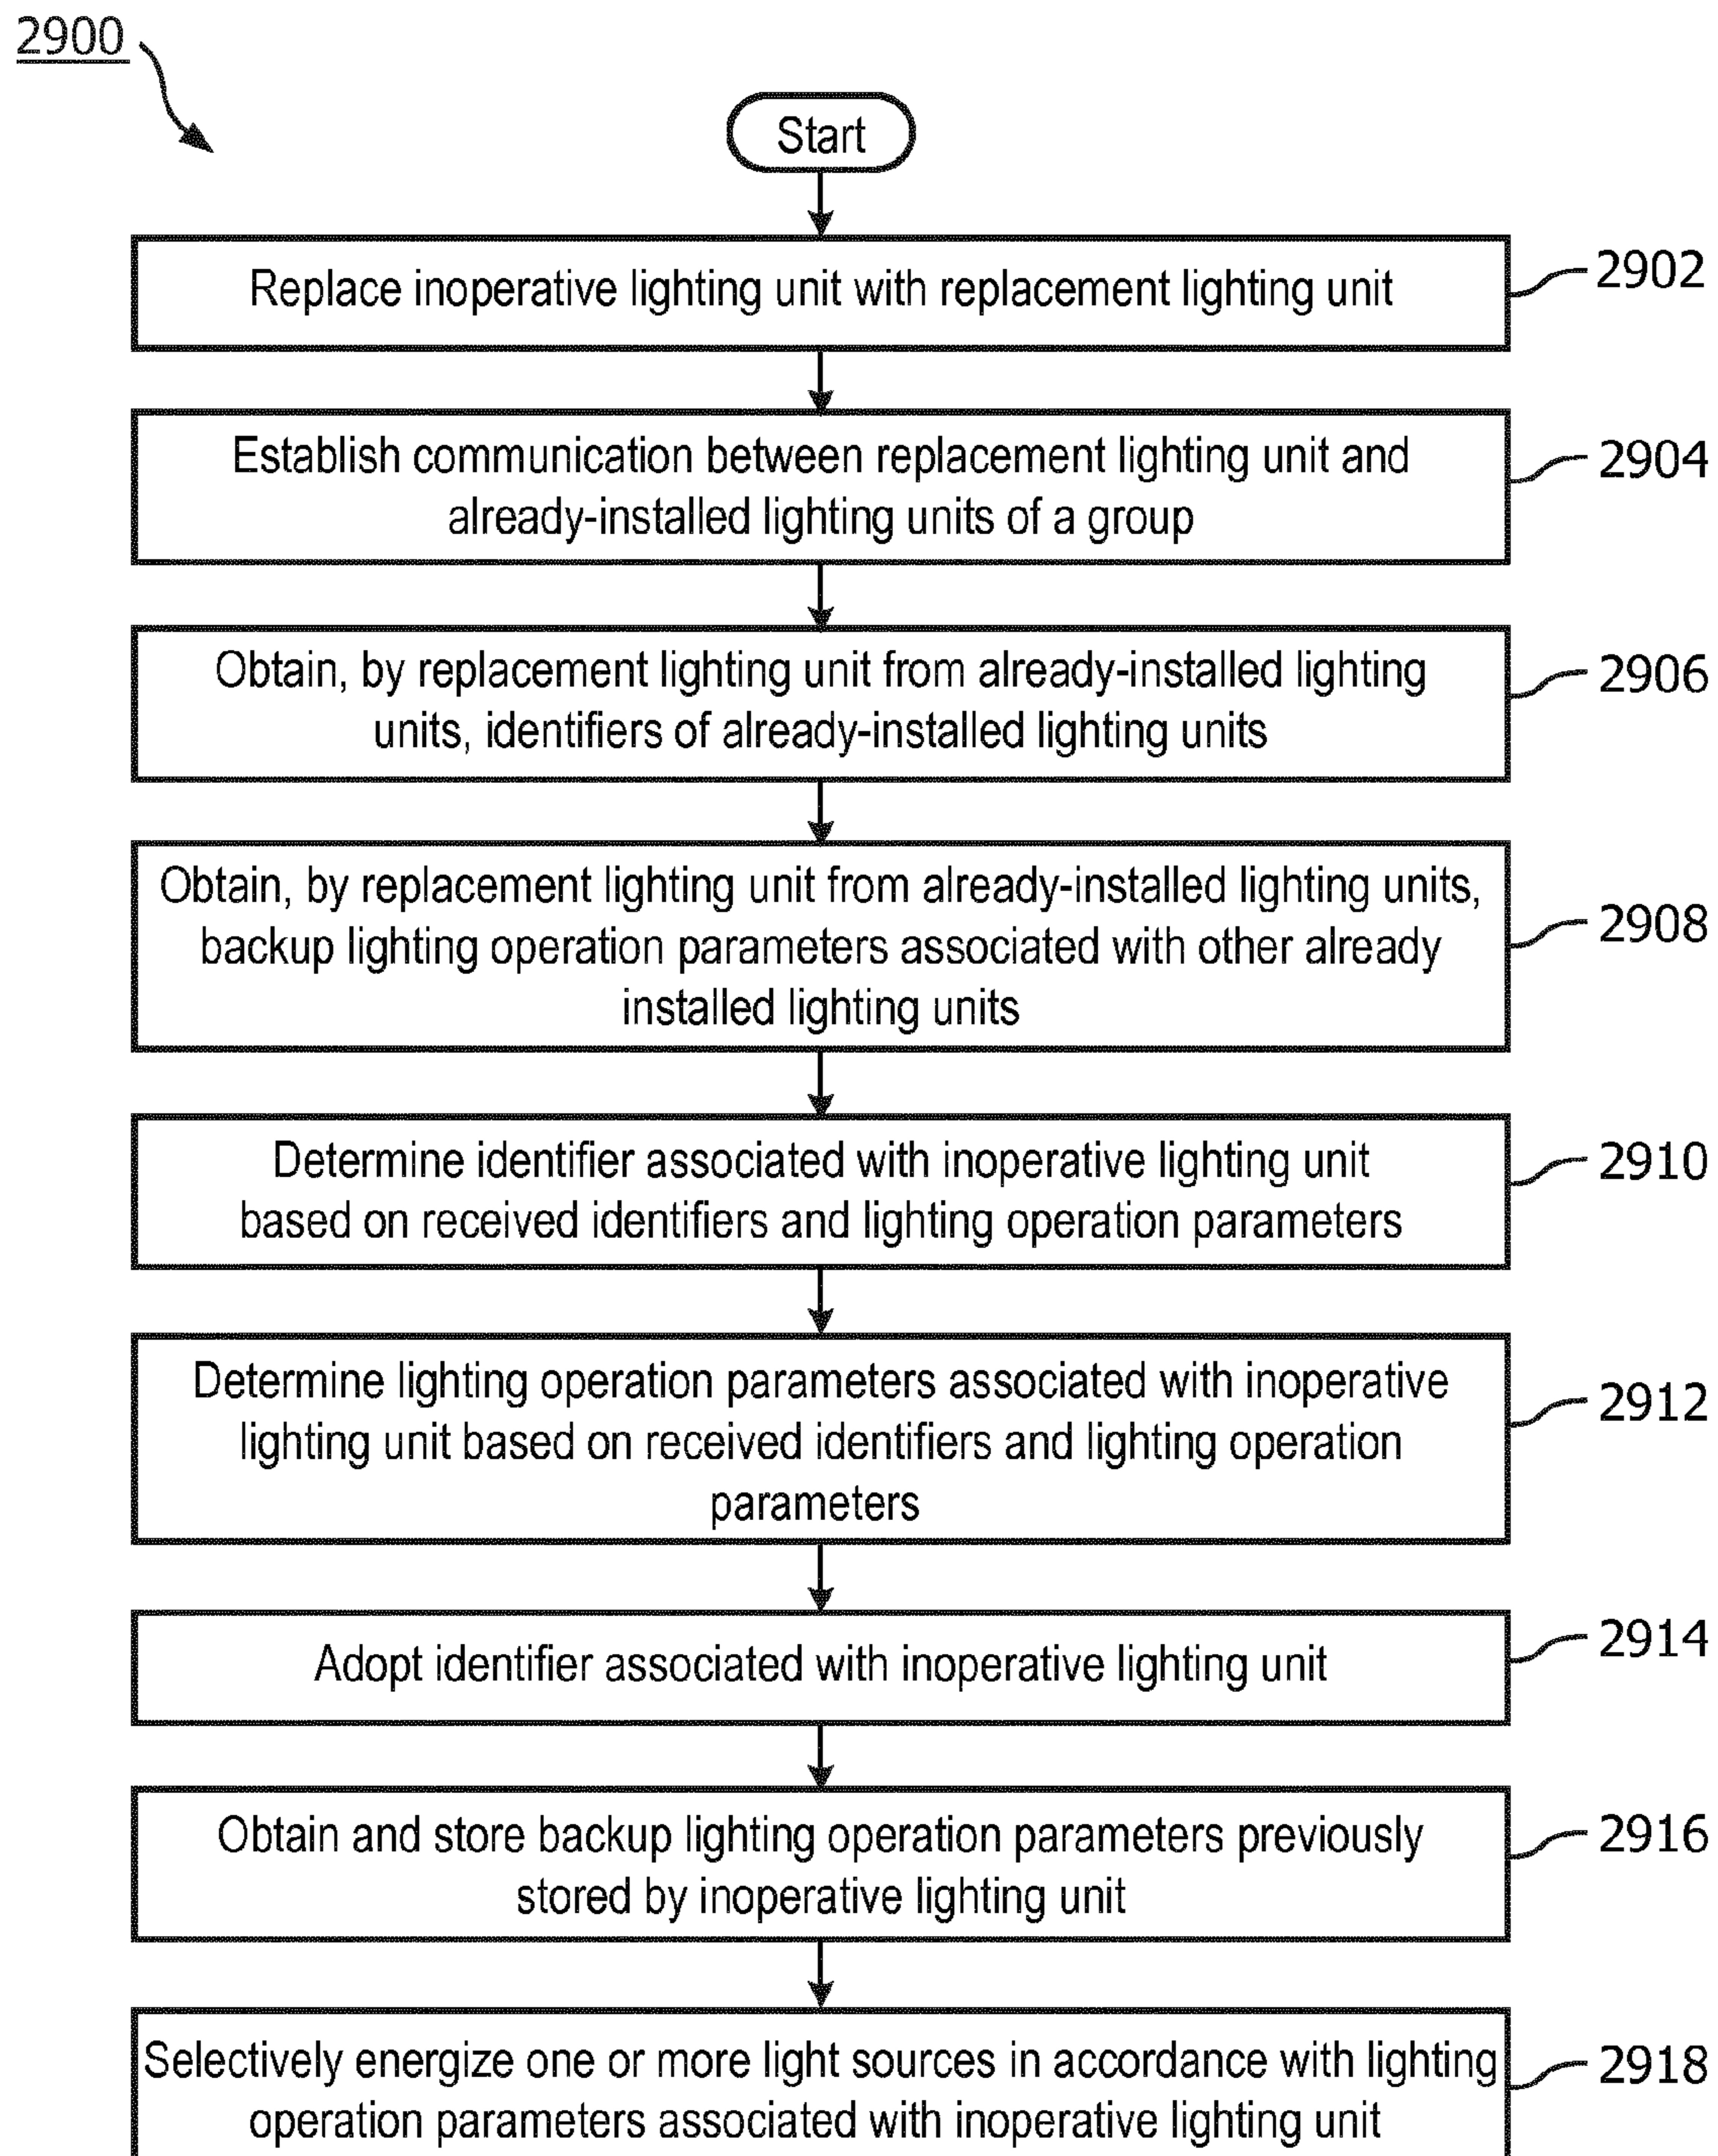 2900
Start
Replace inoperative lighting unit with replacement lighting unit
2902
Establish communication between replacement lighting unit and
already-installed lighting units of a group
2904
Obtain, by replacement lighting unit from already-installed lighting
units, identifiers of already-installed lighting units
2906
Obtain, by replacement lighting unit from already-installed lighting units,
backup lighting operation parameters associated with other already
installed lighting units
2908
Determine identifier associated with inoperative lighting unit
based on received identifiers and lighting operation parameters
2910
Determine lighting operation parameters associated with inoperative
lighting unit based on received identifiers and lighting operation
parameters
2912
Adopt identifier associated with inoperative lighting unit
2914
Obtain and store backup lighting operation parameters previously
stored by inoperative lighting unit
2916
Selectively energize one or more light sources in accordance with lighting
operation parameters associated with inoperative lighting unit
2918